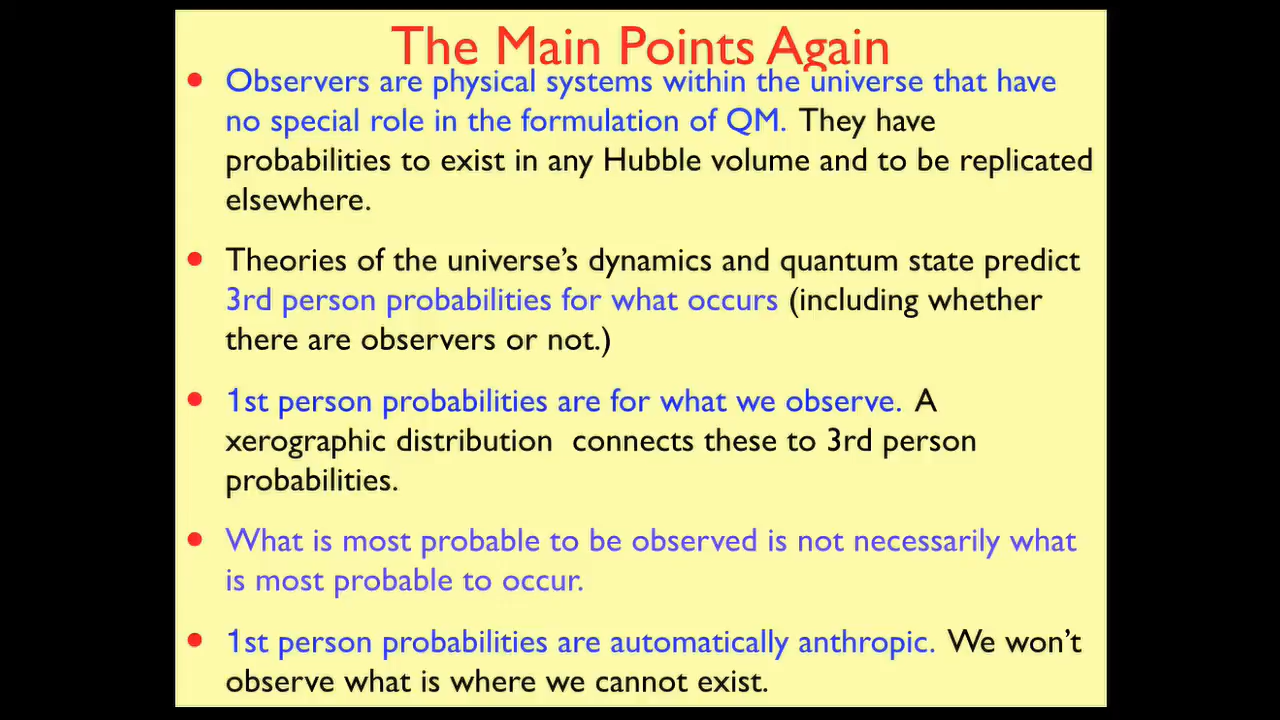 The Main Points Again
• Observers are physical systems within the universe that have
no special role in the formulation of QM. They have
probabilities to exist in any Hubble volume and to be replicated
elsewhere.
• Theories of the universe’s dynamics and quantum state predict
3rd person probabilities for what occurs (including whether
there are observers or not.)
• 1st person probabilities are for what we observe. A
xerographic distribution connects these to 3rd person
probabilities.
• What is most probable to be observed is not necessarily what
is most probable to occur.
• 1st person probabilities are automatically anthropic. We won’t
observe what is where we cannot exist.